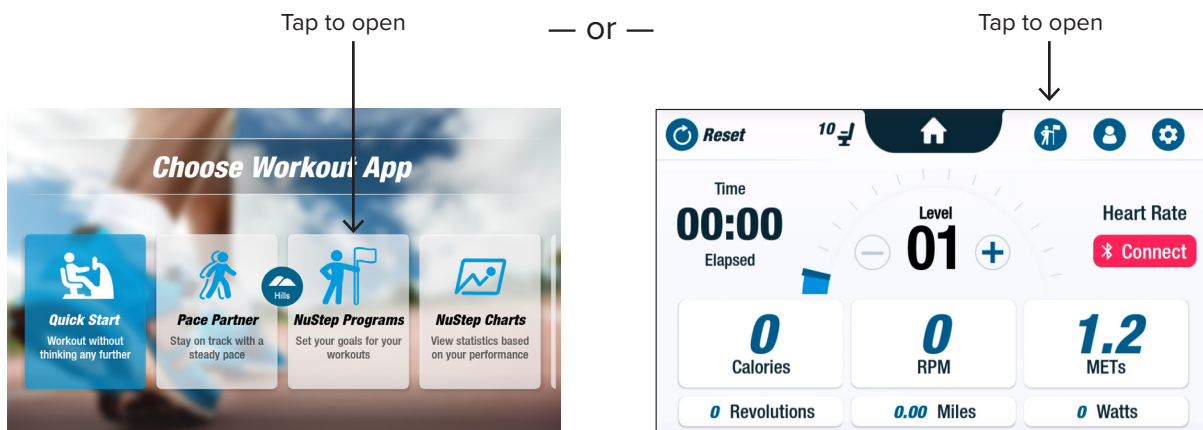 Tap to open
— or —
Tap to open
Choose Workout App
Quick Start
Workout without
thinking any further
Pace Partner
Stay on track with a
steady pace
Hills
NuStep Programs
Set your goals for your
workouts
NuStep Charts
View statistics based
on your performance
Reset
10
Time
00:00
Elapsed
Level
01
Heart Rate
Connect
0
Calories
0
RPM
1.2
METs
0 Revolutions
0.00 Miles
0 Watts